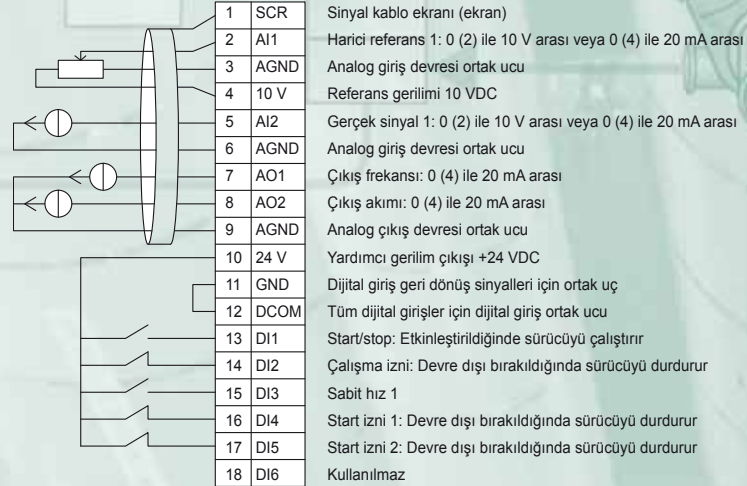 1 SCR Sinyal kablo ekranı (ekran)
2 AI1 Harici referans 1: 0 (2) ile 10 V arası veya 0 (4) ile 20 mA arası
3 AGND Analog giriş devresi ortak ucu
4 10 V Referans gerilimi 10 VDC
5 AI2 Gerçek sinyal 1: 0 (2) ile 10 V arası veya 0 (4) ile 20 mA arası
6 AGND Analog giriş devresi ortak ucu
7 AO1 Çıkış frekansı: 0 (4) ile 20 mA arası
8 AO2 Çıkış akımı: 0 (4) ile 20 mA arası
9 AGND Analog çıkış devresi ortak ucu
10 24 V Yardımcı gerilim çıkışı +24 VDC
11 GND Dijital giriş geri dönüş sinyalleri için ortak uç
12 DCOM Tüm dijital girişler için dijital giriş ortak ucu
13 DI1 Start/stop: Etkinleştirildiğinde sürücüyü çalıştırır
14 DI2 Çalışma izni: Devre dışı bırakıldığında sürücüyü durdurur
15 DI3 Sabit hız 1
16 DI4 Start izni 1: Devre dışı bırakıldığında sürücüyü durdurur
17 DI5 Start izni 2: Devre dışı bırakıldığında sürücüyü durdurur
18 DI6 Kullanılmaz